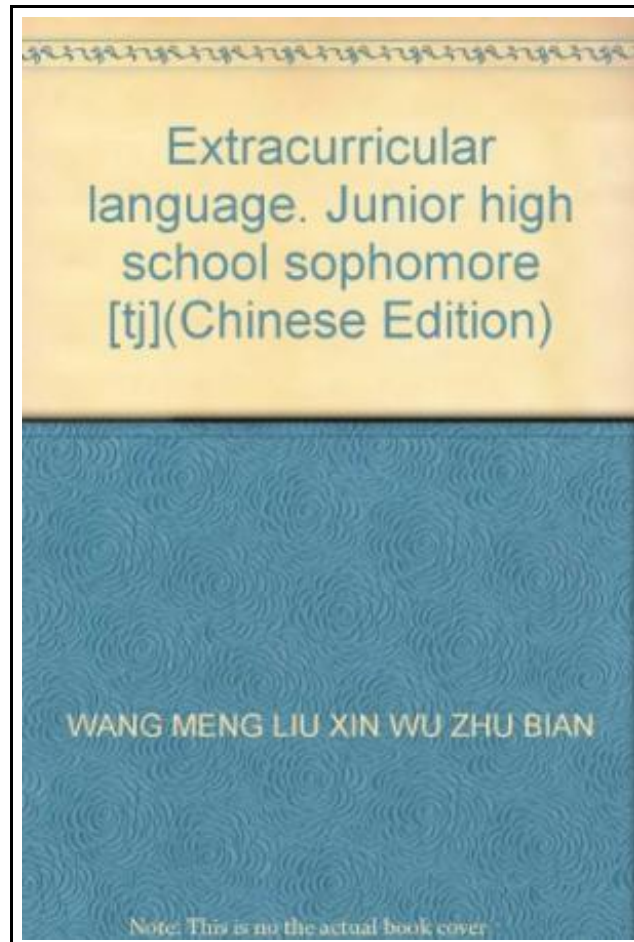 Extracurricular
language. Junior high
school sophomore
[tj](Chinese Edition)
WANG MENG LIU XIN WU ZHU BIAN
Note: This is no the actual book cover